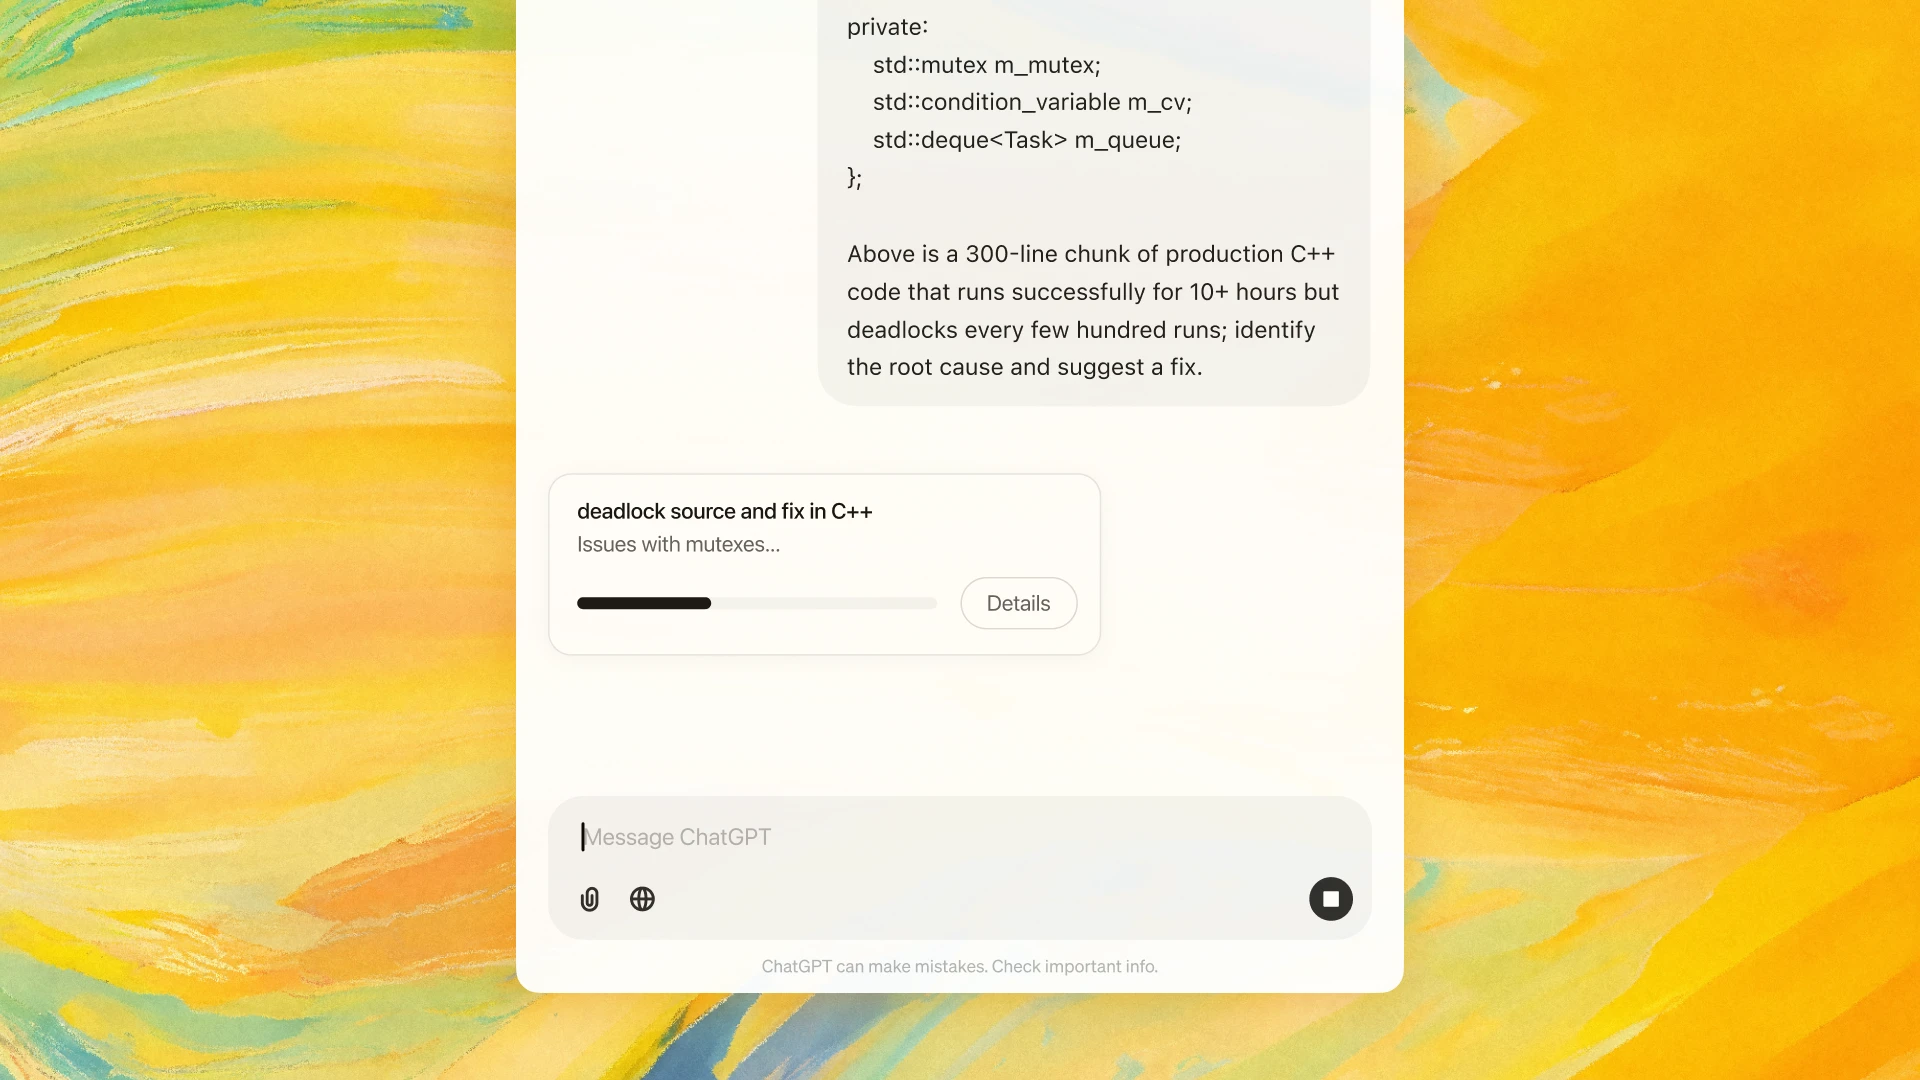 private:
std::mutex m_mutex;
std::condition_variable m_cv;
std::deque<Task> m_queue;
};
Above is a 300-line chunk of production C++
code that runs successfully for 10+ hours but
deadlocks every few hundred runs; identify
the root cause and suggest a fix.
deadlock source and fix in C++
Issues with mutexes...
Details
Message ChatGPT
ChatGPT can make mistakes. Check important info.